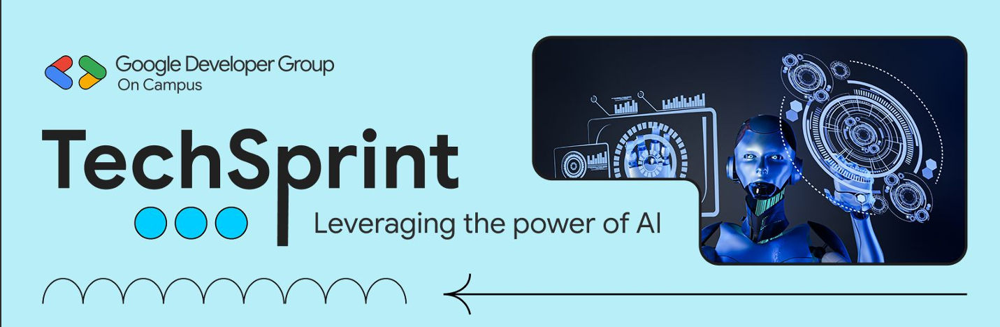 Google Developer Group
On Campus
TechSprint
Leveraging the power of AI